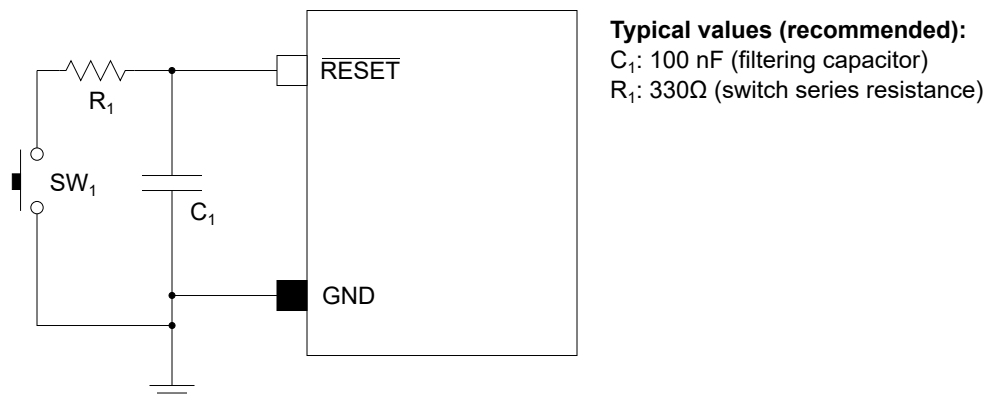 RESET
R₁
SW₁
C₁
GND
Typical values (recommended):
C₁: 100 nF (filtering capacitor)
R₁: 330Ω (switch series resistance)